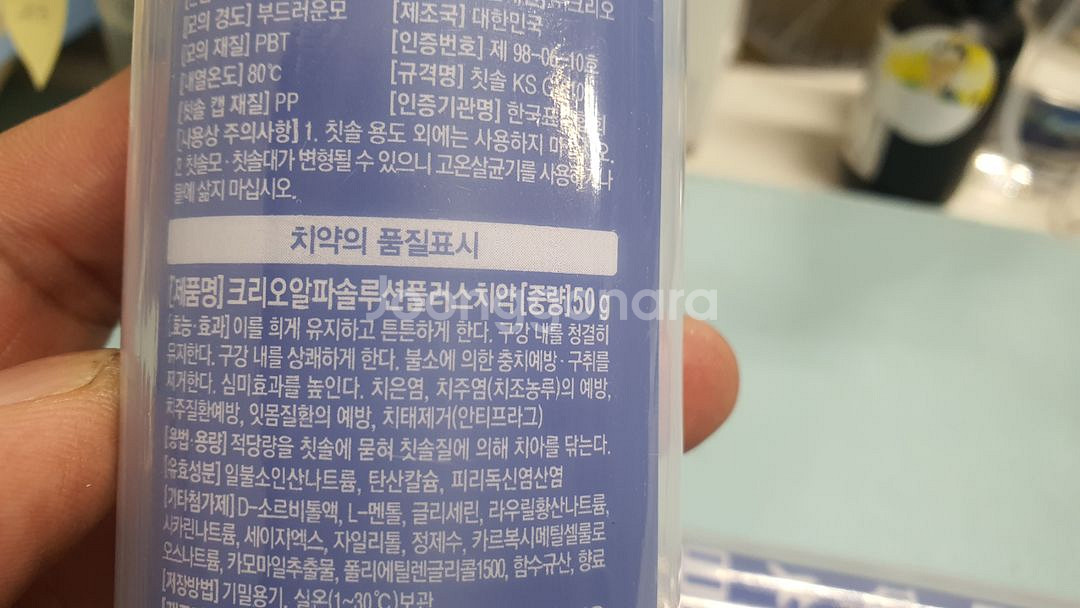 크리오
[모의 경도] 부드러운모 [제조국] 대한민국
[모의 재질] PBT [인증번호] 제 98-06-10호
[내열온도] 80℃ [규격명] 칫솔 KS G
[칫솔 캡 재질] PP [인증기관명] 한국표
[사용상 주의사항] 1. 칫솔 용도 외에는 사용하지
칫솔모·칫솔대가 변형될 수 있으니 고온살균기를 사용하거나
물에 삶지 마십시오.
치약의 품질표시
[제품명] 크리오알파솔루션플러스치약 [중량]50g
Joonggonara
[효능·효과] 이를 희게 유지하고 튼튼하게 한다. 구강 내를 청결히
유지한다. 구강 내를 상쾌하게 한다. 불소에 의한 충치예방·구취를
제거한다. 심미효과를 높인다. 치은염, 치주염(치조농루)의 예방,
치주질환예방, 잇몸질환의 예방, 치태제거(안티프라그)
[용법·용량] 적당량을 칫솔에 묻혀 칫솔질에 의해 치아를 닦는다.
[유효성분] 일불소인산나트륨, 탄산칼슘, 피리독신염산염
[기타첨가제] D-소르비톨액, L-멘톨, 글리세린, 라우릴황산나트륨,
사카린나트륨, 세이지엑스, 자일리톨, 정제수, 카르복시메틸셀룰로
오스나트륨, 카모마일추출물, 폴리에틸렌글리콜1500, 함수규산, 향료
[저장방법] 기밀용기, 실온(1~30℃)보관